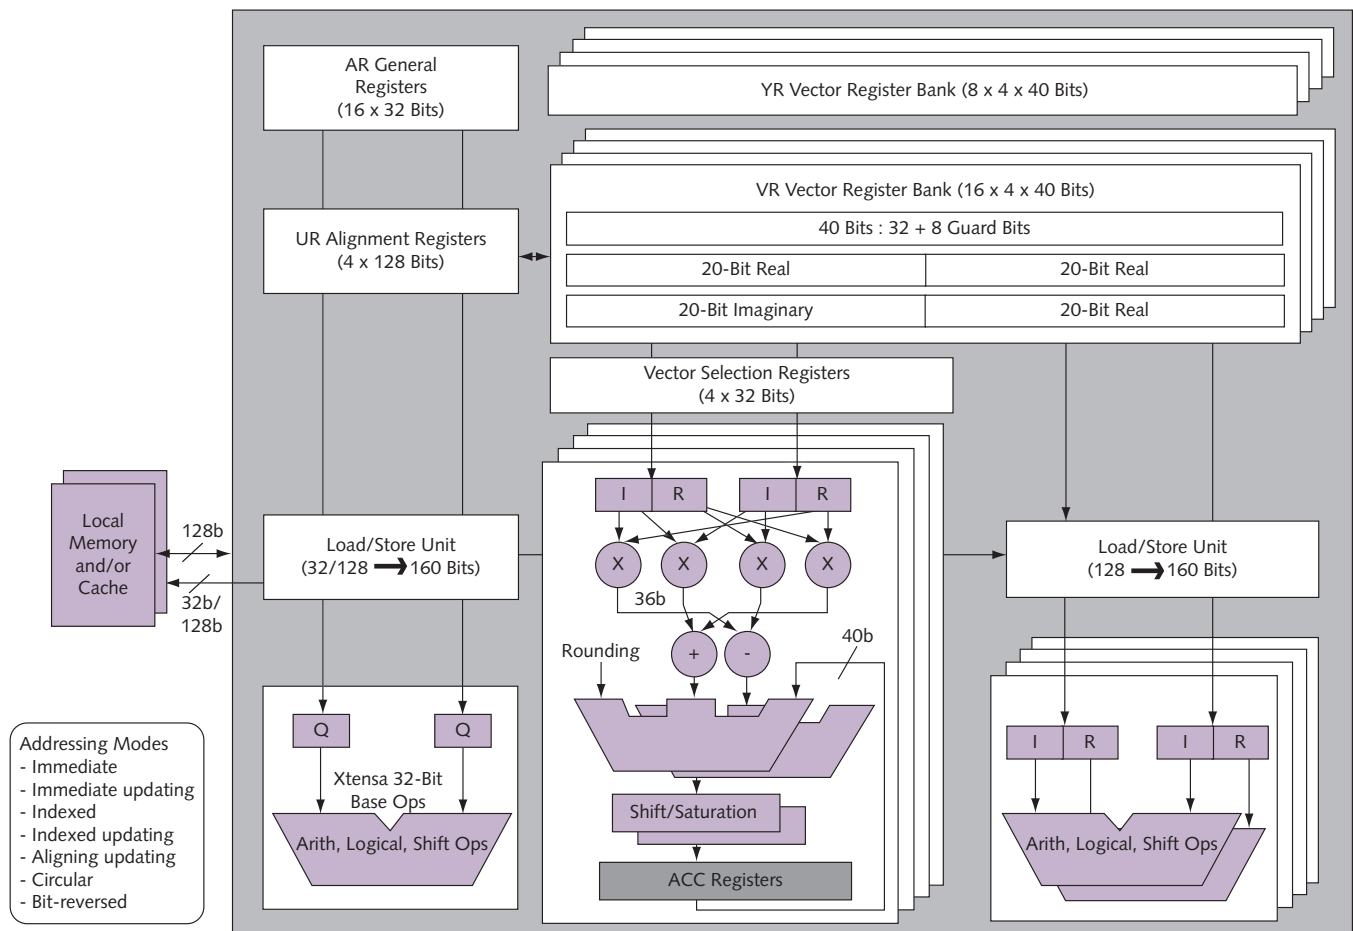 AR General
Registers
(16 x 32 Bits)
YR Vector Register Bank (8 x 4 x 40 Bits)
VR Vector Register Bank (16 x 4 x 40 Bits)
40 Bits : 32 + 8 Guard Bits
20-Bit Real
20-Bit Real
20-Bit Imaginary
20-Bit Real
UR Alignment Registers
(4 x 128 Bits)
Vector Selection Registers
(4 x 32 Bits)
Local
Memory
and/or
Cache
128b
32b/
128b
Load/Store Unit
(32/128 → 160 Bits)
I
R
I
R
X
X
X
X
36b
+
-
40b
Rounding
Shift/Saturation
ACC Registers
Load/Store Unit
(128 → 160 Bits)
Q
Q
Xtensa 32-Bit
Base Ops
Arith, Logical, Shift Ops
I
R
I
R
Arith, Logical, Shift Ops
Addressing Modes
- Immediate
- Immediate updating
- Indexed
- Indexed updating
- Aligning updating
- Circular
- Bit-reversed